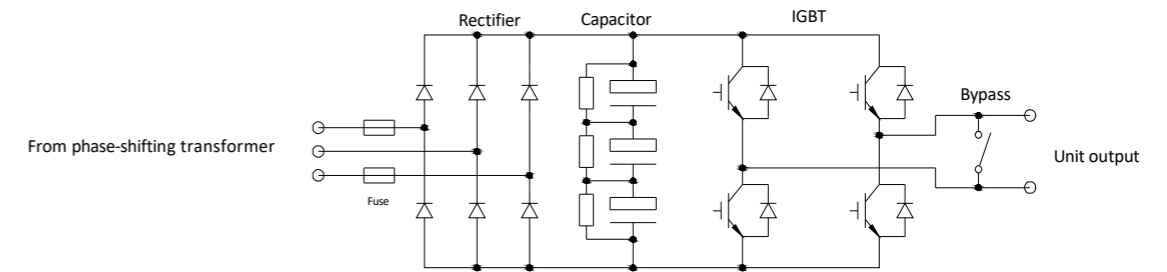 Rectifier
Capacitor
IGBT
Bypass
From phase-shifting transformer
Unit output
Fuse